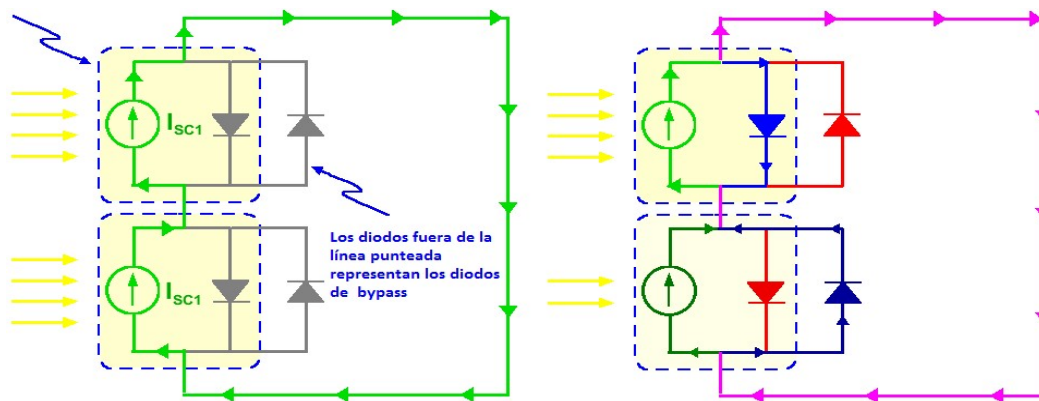 I SC1
Los diodos fuera de la
línea punteada
representan los diodos
de bypass
I SC1